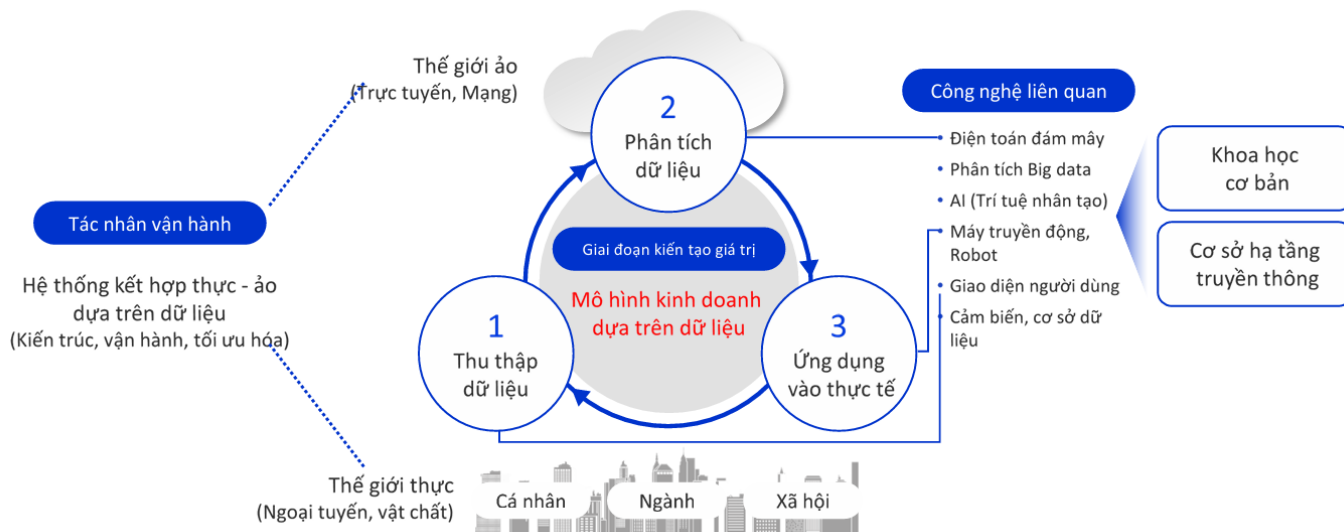 Thế giới ảo
(Trực tuyến, Mạng)
Tác nhân vận hành
Hệ thống kết hợp thực - ảo
dựa trên dữ liệu
(Kiến trúc, vận hành, tối ưu hóa)
Thế giới thực
(Ngoại tuyến, vật chất)
2
Phân tích
dữ liệu
Giai đoạn kiến tạo giá trị
Mô hình kinh doanh
dựa trên dữ liệu
1
Thu thập
dữ liệu
3
Ứng dụng
vào thực tế
Cá nhân
Ngành
Xã hội
Công nghệ liên quan
• Điện toán đám mây
• Phân tích Big data
• AI (Trí tuệ nhân tạo)
• Máy truyền động,
Robot
• Giao diện người dùng
• Cảm biến, cơ sở dữ
liệu
Khoa học
cơ bản
Cơ sở hạ tầng
truyền thông